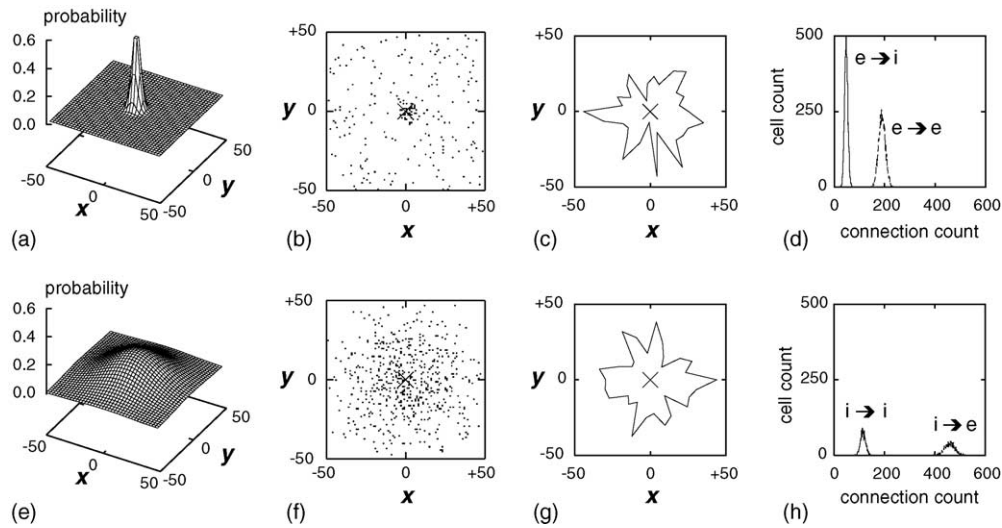 probability
0.6
0.4
0.2
0.0
-50
0
50
x
-50
0
50
y
(a)
+50
y 0
-50
-50 0 +50
x
(b)
+50
y 0
-50
-50 0 +50
x
(c)
500
cell count
250
0
e ➔ i
e ➔ e
0 200 400 600
connection count
(d)
probability
0.6
0.4
0.2
0.0
-50
0
50
x
-50
0
50
y
(e)
+50
y 0
-50
-50 0 +50
x
(f)
+50
y 0
-50
-50 0 +50
x
(g)
500
cell count
250
0
i ➔ i
i ➔ e
0 200 400 600
connection count
(h)